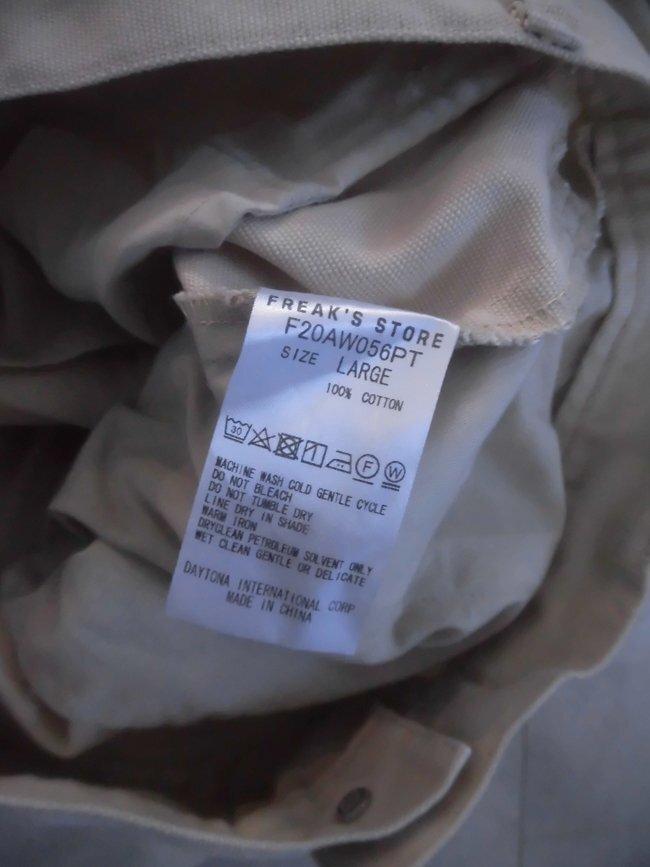 FREAK'S STORE
F20AW056PT
SIZE LARGE
100% COTTON
30 F W
MACHINE WASH COLD GENTLE CYCLE
DO NOT BLEACH
DO NOT TUMBLE DRY
LINE DRY IN SHADE
WARM IRON
DRYCLEAN PETROLEUM SOLVENT ONLY
WET CLEAN GENTLE OR DELICATE
DAYTONA INTERNATIONAL CORP
MADE IN CHINA